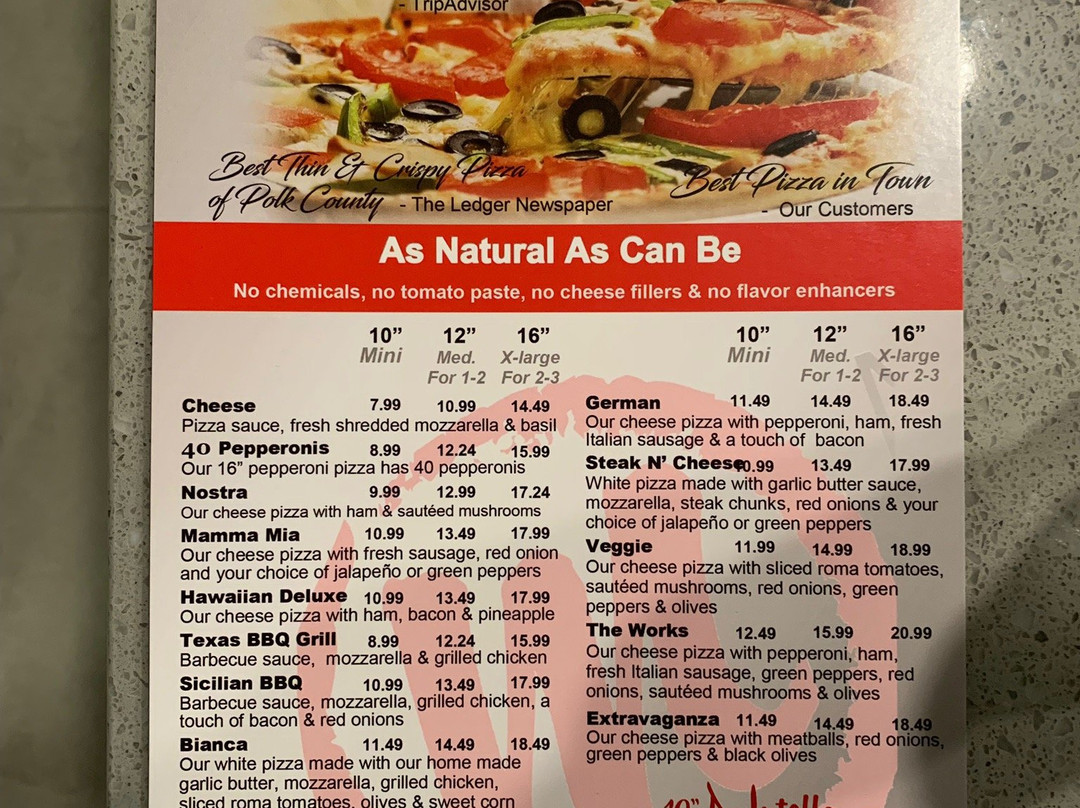 - TripAdvisor
Best Thin & Crispy Pizza
of Polk County - The Ledger Newspaper
Best Pizza in Town
- Our Customers
As Natural As Can Be
No chemicals, no tomato paste, no cheese fillers & no flavor enhancers
10” 12” 16”
Mini Med. X-large
For 1-2 For 2-3
Cheese 7.99 10.99 14.49
Pizza sauce, fresh shredded mozzarella & basil
40 Pepperonis 8.99 12.24 15.99
Our 16” pepperoni pizza has 40 pepperonis
Nostra 9.99 12.99 17.24
Our cheese pizza with ham & sautéed mushrooms
Mamma Mia 10.99 13.49 17.99
Our cheese pizza with fresh sausage, red onion
and your choice of jalapeño or green peppers
Hawaiian Deluxe 10.99 13.49 17.99
Our cheese pizza with ham, bacon & pineapple
Texas BBQ Grill 8.99 12.24 15.99
Barbecue sauce, mozzarella & grilled chicken
Sicilian BBQ 10.99 13.49 17.99
Barbecue sauce, mozzarella, grilled chicken, a
touch of bacon & red onions
Bianca 11.49 14.49 18.49
Our white pizza made with our home made
garlic butter, mozzarella, grilled chicken,
sliced roma tomatoes, olives & sweet corn
10” 12” 16”
Mini Med. X-large
For 1-2 For 2-3
German 11.49 14.49 18.49
Our cheese pizza with pepperoni, ham, fresh
Italian sausage & a touch of bacon
Steak N’ Cheese 10.99 13.49 17.99
White pizza made with garlic butter sauce,
mozzarella, steak chunks, red onions & your
choice of jalapeño or green peppers
Veggie 11.99 14.99 18.99
Our cheese pizza with sliced roma tomatoes,
sautéed mushrooms, red onions, green
peppers & olives
The Works 12.49 15.99 20.99
Our cheese pizza with pepperoni, ham,
fresh Italian sausage, green peppers, red
onions, sautéed mushrooms & olives
Extravaganza 11.49 14.49 18.49
Our cheese pizza with meatballs, red onions,
green peppers & black olives
10”